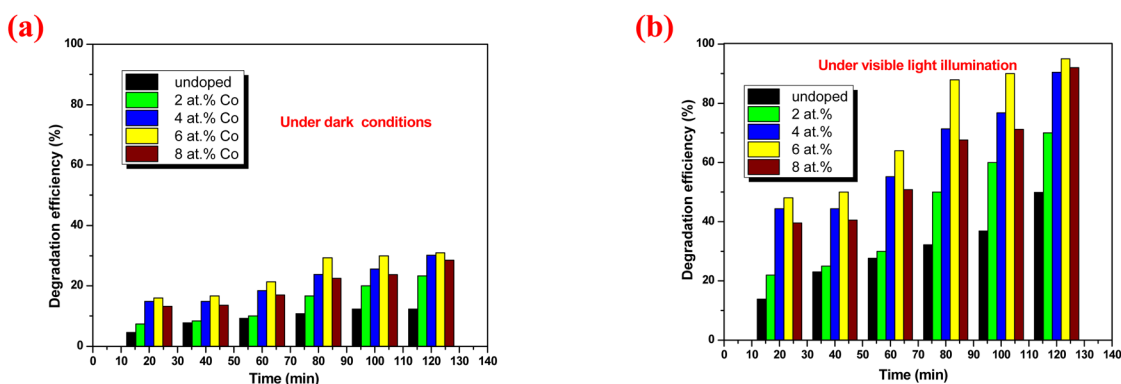 (a)
100
80
60
40
20
0
Degradation efficiency (%)
undoped
2 at.% Co
4 at.% Co
6 at.% Co
8 at.% Co
Under dark conditions
0 10 20 30 40 50 60 70 80 90 100 110 120 130 140
Time (min)
(b)
100
80
60
40
20
0
Degradation efficiency (%)
Under visible light illumination
undoped
2 at.%
4 at.%
6 at.%
8 at.%
0 10 20 30 40 50 60 70 80 90 100 110 120 130 140
Time (min)